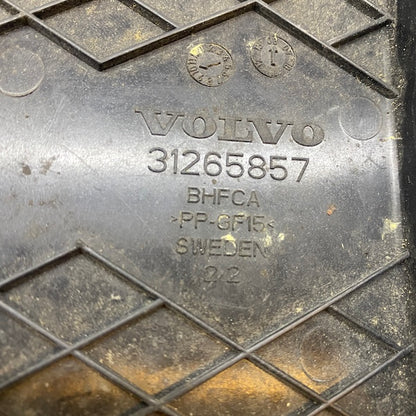 VOLVO
31265857
BHFCA
>PP-GF15<
SWEDEN